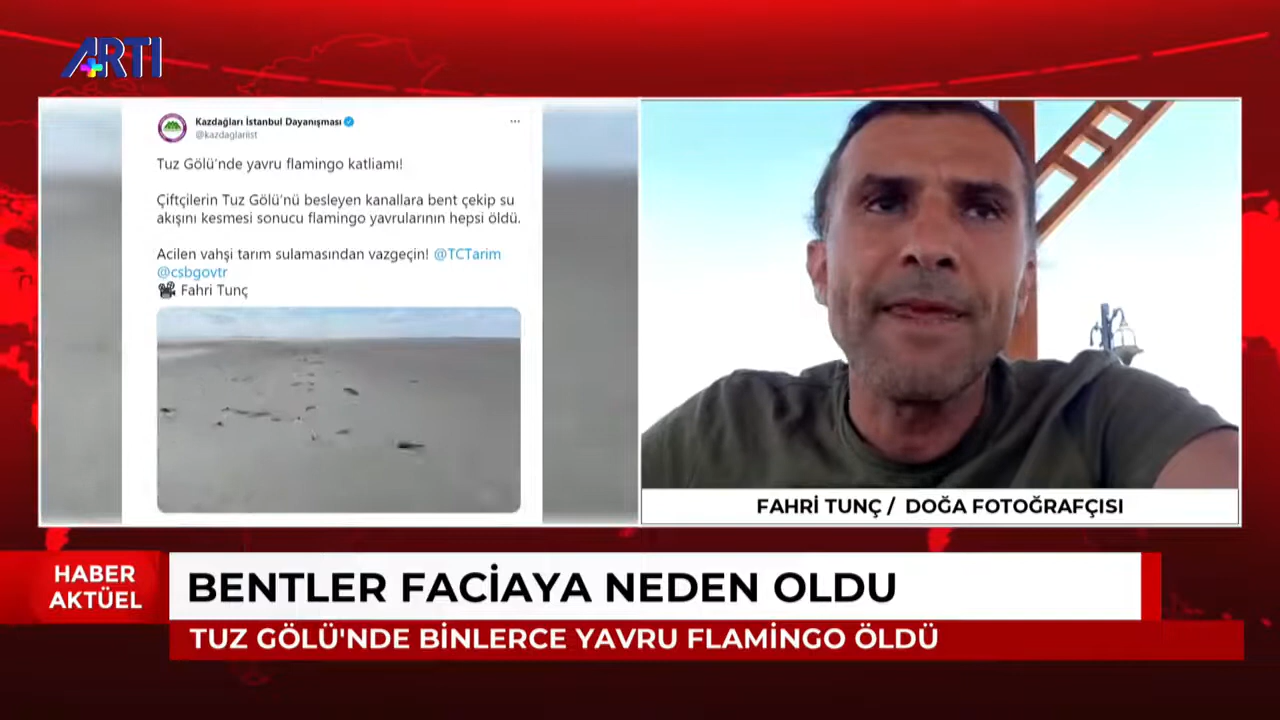 ARTI
Kazdağları İstanbul Dayanışması
@kazdaglariist
Tuz Gölü’nde yavru flamingo katliamı!
Çiftçilerin Tuz Gölü’nü besleyen kanallara bent çekip su
akışını kesmesi sonucu flamingo yavrularının hepsi öldü.
Acilen vahşi tarım sulamasından vazgeçin! @TCTarim
@csbgovtr
Fahri Tunç
FAHRİ TUNÇ / DOĞA FOTOĞRAFÇISI
HABER
AKTÜEL
BENTLER FACİAYA NEDEN OLDU
TUZ GÖLÜ'NDE BİNLERCE YAVRU FLAMİNGO ÖLDÜ